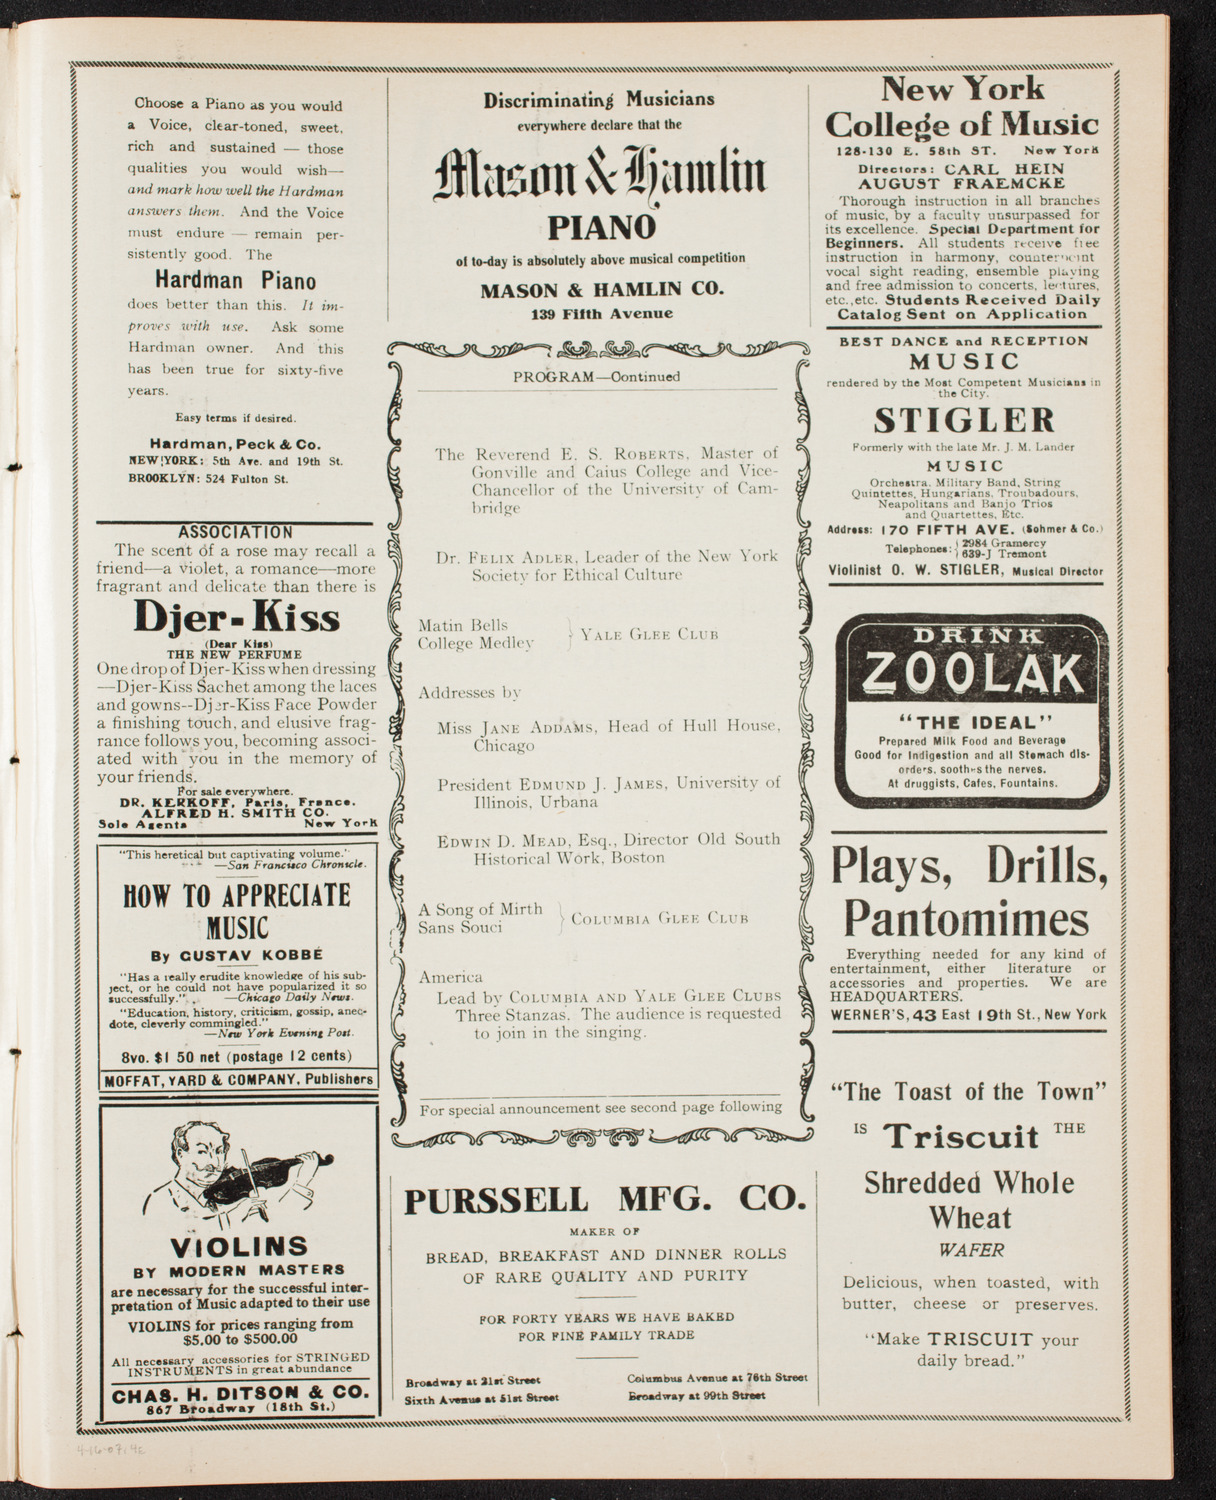 Choose a Piano as you would
a Voice, clear-toned, sweet,
rich and sustained — those
qualities you would wish—
and mark how well the Hardman
answers them. And the Voice
must endure — remain per-
sistently good. The
Hardman Piano
does better than this. It im-
proves with use. Ask some
Hardman owner. And this
has been true for sixty-five
years.
Easy terms if desired.
Hardman, Peck & Co.
NEW YORK: 5th Ave. and 19th St.
BROOKLYN: 524 Fulton St.
ASSOCIATION
The scent of a rose may recall a
friend—a violet, a romance—more
fragrant and delicate than there is
Djer-Kiss
(Dear Kiss)
THE NEW PERFUME
One drop of Djer-Kiss when dressing
—Djer-Kiss Sachet among the laces
and gowns--Djer-Kiss Face Powder
a finishing touch, and elusive frag-
rance follows you, becoming associ-
ated with you in the memory of
your friends.
For sale everywhere.
DR. KERKOFF, Paris, France.
ALFRED H. SMITH CO.
Sole Agents New York
"This heretical but captivating volume."
—San Francisco Chronicle.
HOW TO APPRECIATE
MUSIC
By GUSTAV KOBBÉ
"Has a really erudite knowledge of his sub-
ject, or he could not have popularized it so
successfully." —Chicago Daily News.
"Education, history, criticism, gossip, anec-
dote, cleverly commingled."
—New York Evening Post.
8vo. $1 50 net (postage 12 cents)
MOFFAT, YARD & COMPANY, Publishers
VIOLINS
BY MODERN MASTERS
are necessary for the successful inter-
pretation of Music adapted to their use
VIOLINS for prices ranging from
$5.00 to $500.00
All necessary accessories for STRINGED
INSTRUMENTS in great abundance
CHAS. H. DITSON & CO.
867 Broadway (18th St.)
Discriminating Musicians
everywhere declare that the
Mason & Hamlin
PIANO
of to-day is absolutely above musical competition
MASON & HAMLIN CO.
139 Fifth Avenue
PROGRAM—Continued
The Reverend E. S. ROBERTS, Master of
Gonville and Caius College and Vice-
Chancellor of the University of Cam-
bridge
Dr. FELIX ADLER, Leader of the New York
Society for Ethical Culture
Matin Bells
College Medley } YALE GLEE CLUB
Addresses by
Miss JANE ADDAMS, Head of Hull House,
Chicago
President EDMUND J. JAMES, University of
Illinois, Urbana
EDWIN D. MEAD, Esq., Director Old South
Historical Work, Boston
A Song of Mirth
Sans Souci } COLUMBIA GLEE CLUB
America
Lead by COLUMBIA AND YALE GLEE CLUBS
Three Stanzas. The audience is requested
to join in the singing.
For special announcement see second page following
PURSSELL MFG. CO.
MAKER OF
BREAD, BREAKFAST AND DINNER ROLLS
OF RARE QUALITY AND PURITY
FOR FORTY YEARS WE HAVE BAKED
FOR FINE FAMILY TRADE
Broadway at 21st Street Columbus Avenue at 76th Street
Sixth Avenue at 51st Street Broadway at 99th Street
New York
College of Music
128-130 E. 58th ST. New York
Directors: CARL HEIN
AUGUST FRAEMCKE
Thorough instruction in all branches
of music, by a faculty unsurpassed for
its excellence. Special Department for
Beginners. All students receive free
instruction in harmony, counterpoint
vocal sight reading, ensemble playing
and free admission to concerts, lectures,
etc., etc. Students Received Daily
Catalog Sent on Application
BEST DANCE and RECEPTION
MUSIC
rendered by the Most Competent Musicians in
the City.
STIGLER
Formerly with the late Mr. J. M. Lander
MUSIC
Orchestra, Military Band, String
Quintettes, Hungarians, Troubadours,
Neapolitans and Banjo Trios
and Quartettes, Etc.
Address: 170 FIFTH AVE. (Sohmer & Co.)
Telephones: { 2984 Gramercy
639-J Tremont
Violinist O. W. STIGLER, Musical Director
DRINK
ZOOLAK
"THE IDEAL"
Prepared Milk Food and Beverage
Good for Indigestion and all Stomach dis-
orders, soothes the nerves.
At druggists, Cafes, Fountains.
Plays, Drills,
Pantomimes
Everything needed for any kind of
entertainment, either literature or
accessories and properties. We are
HEADQUARTERS.
WERNER'S, 43 East 19th St., New York
"The Toast of the Town"
IS Triscuit THE
Shredded Whole
Wheat
WAFER
Delicious, when toasted, with
butter, cheese or preserves.
"Make TRISCUIT your
daily bread."